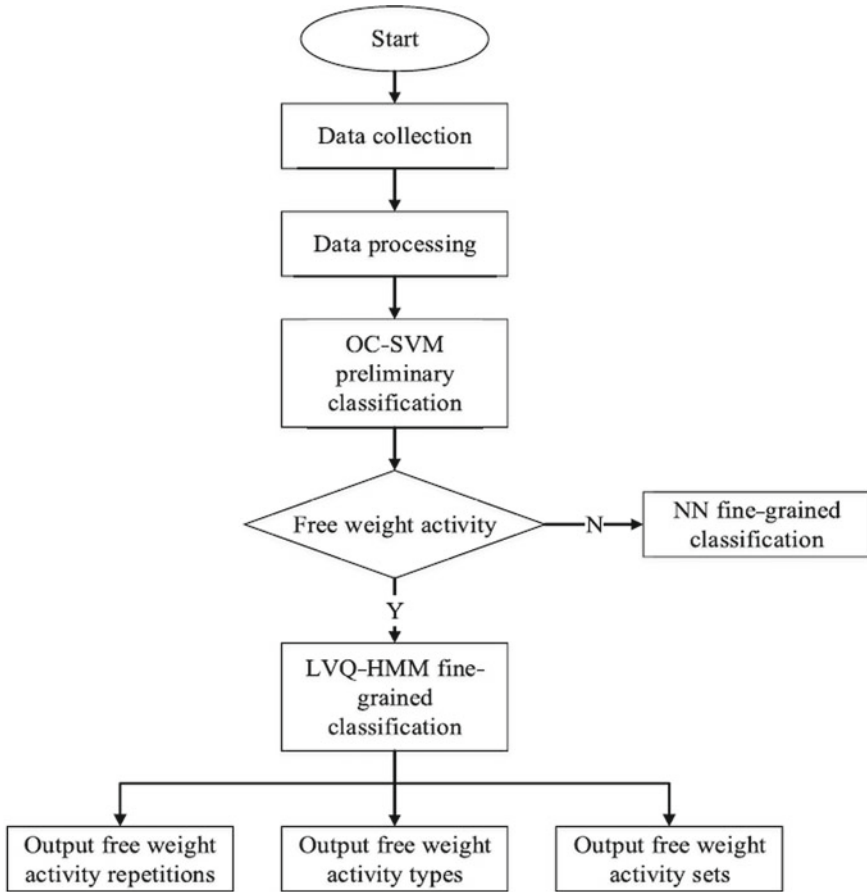 Start
Data collection
Data processing
OC-SVM
preliminary
classification
Free weight activity
N
NN fine-grained
classification
Y
LVQ-HMM fine-
grained
classification
Output free weight
activity repetitions
Output free weight
activity types
Output free weight
activity sets